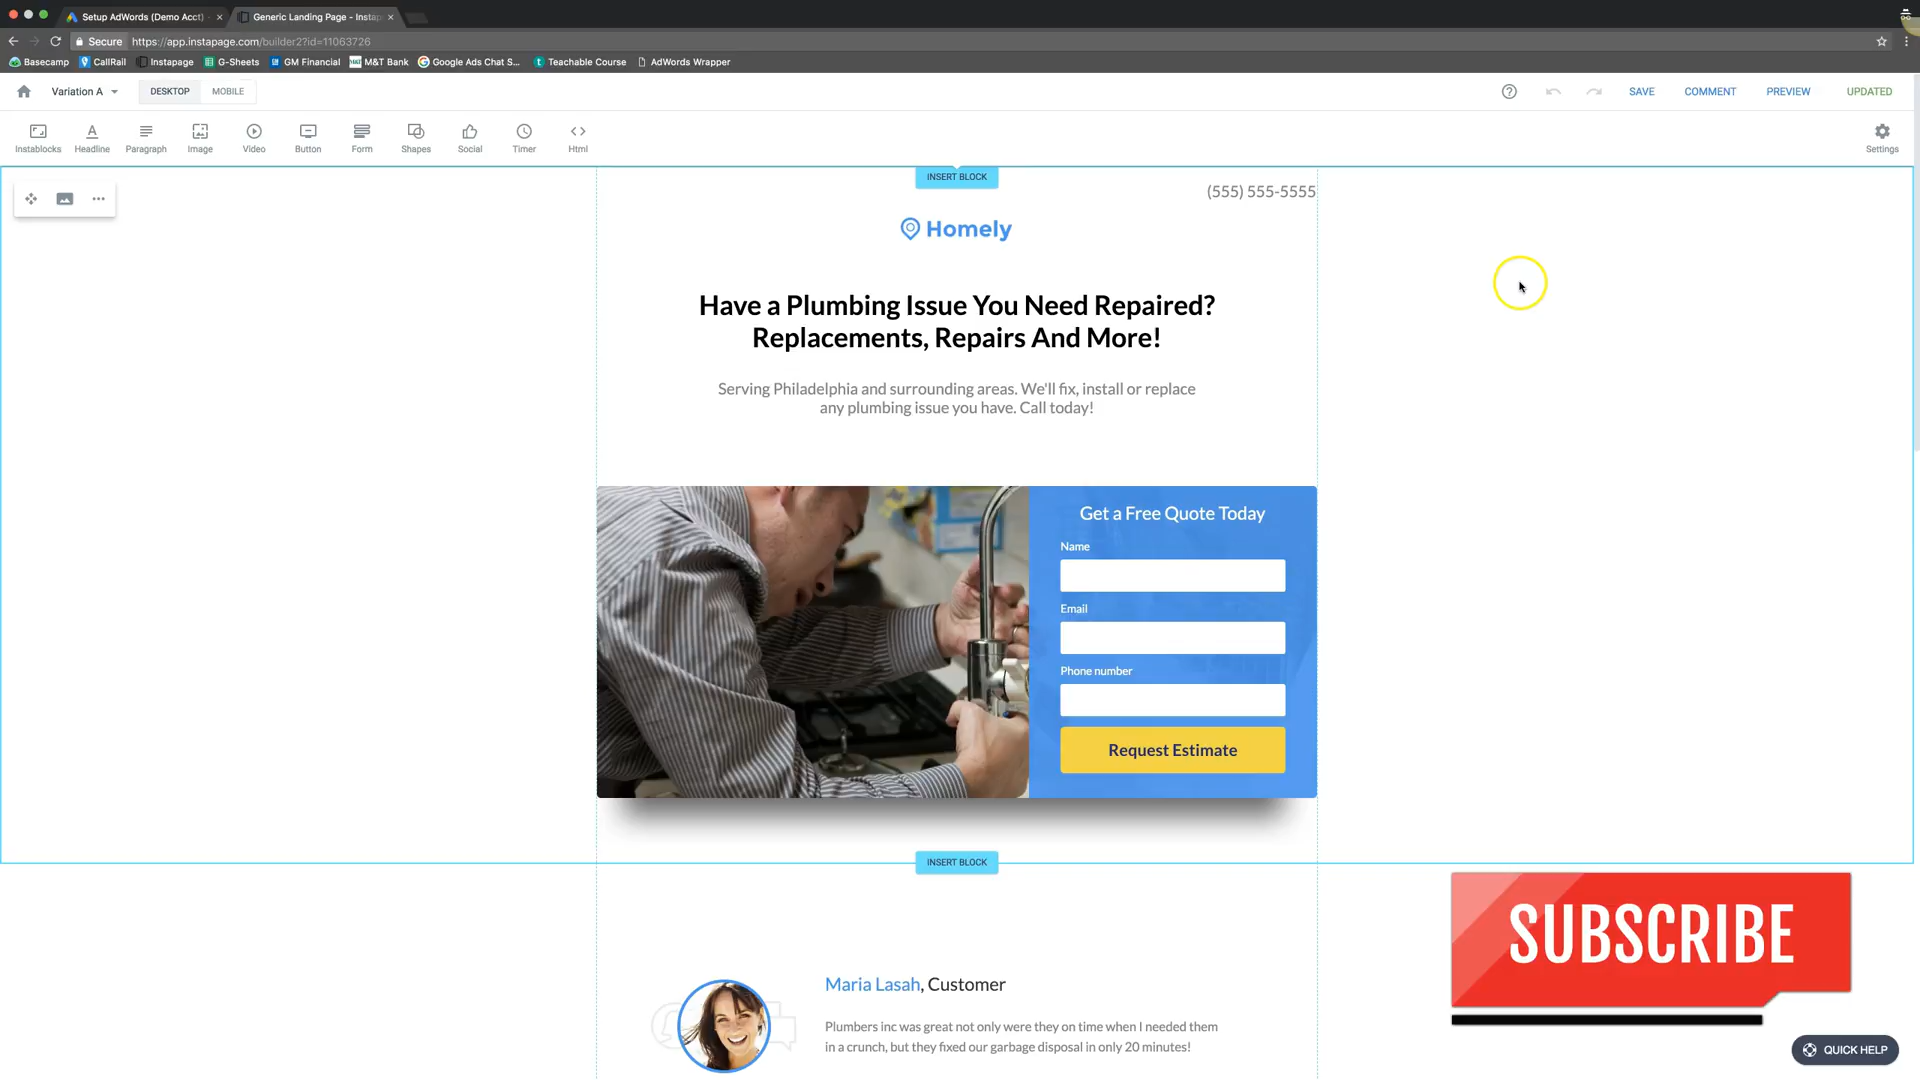 Setup AdWords (Demo Acct)
Generic Landing Page - Instap
Secure
https://app.instapage.com/builder2?id=11063726
Basecamp
CallRail
Instapage
G-Sheets
GM Financial
M&T Bank
Google Ads Chat S...
Teachable Course
AdWords Wrapper
Variation A
DESKTOP
MOBILE
SAVE
COMMENT
PREVIEW
UPDATED
Instablocks
Headline
Paragraph
Image
Video
Button
Form
Shapes
Social
Timer
Html
Settings
INSERT BLOCK
(555) 555-5555
Homely
Have a Plumbing Issue You Need Repaired?
Replacements, Repairs And More!
Serving Philadelphia and surrounding areas. We'll fix, install or replace
any plumbing issue you have. Call today!
Get a Free Quote Today
Name
Email
Phone number
Request Estimate
INSERT BLOCK
SUBSCRIBE
Maria Lasah, Customer
Plumbers inc was great not only were they on time when I needed them
in a crunch, but they fixed our garbage disposal in only 20 minutes!
QUICK HELP